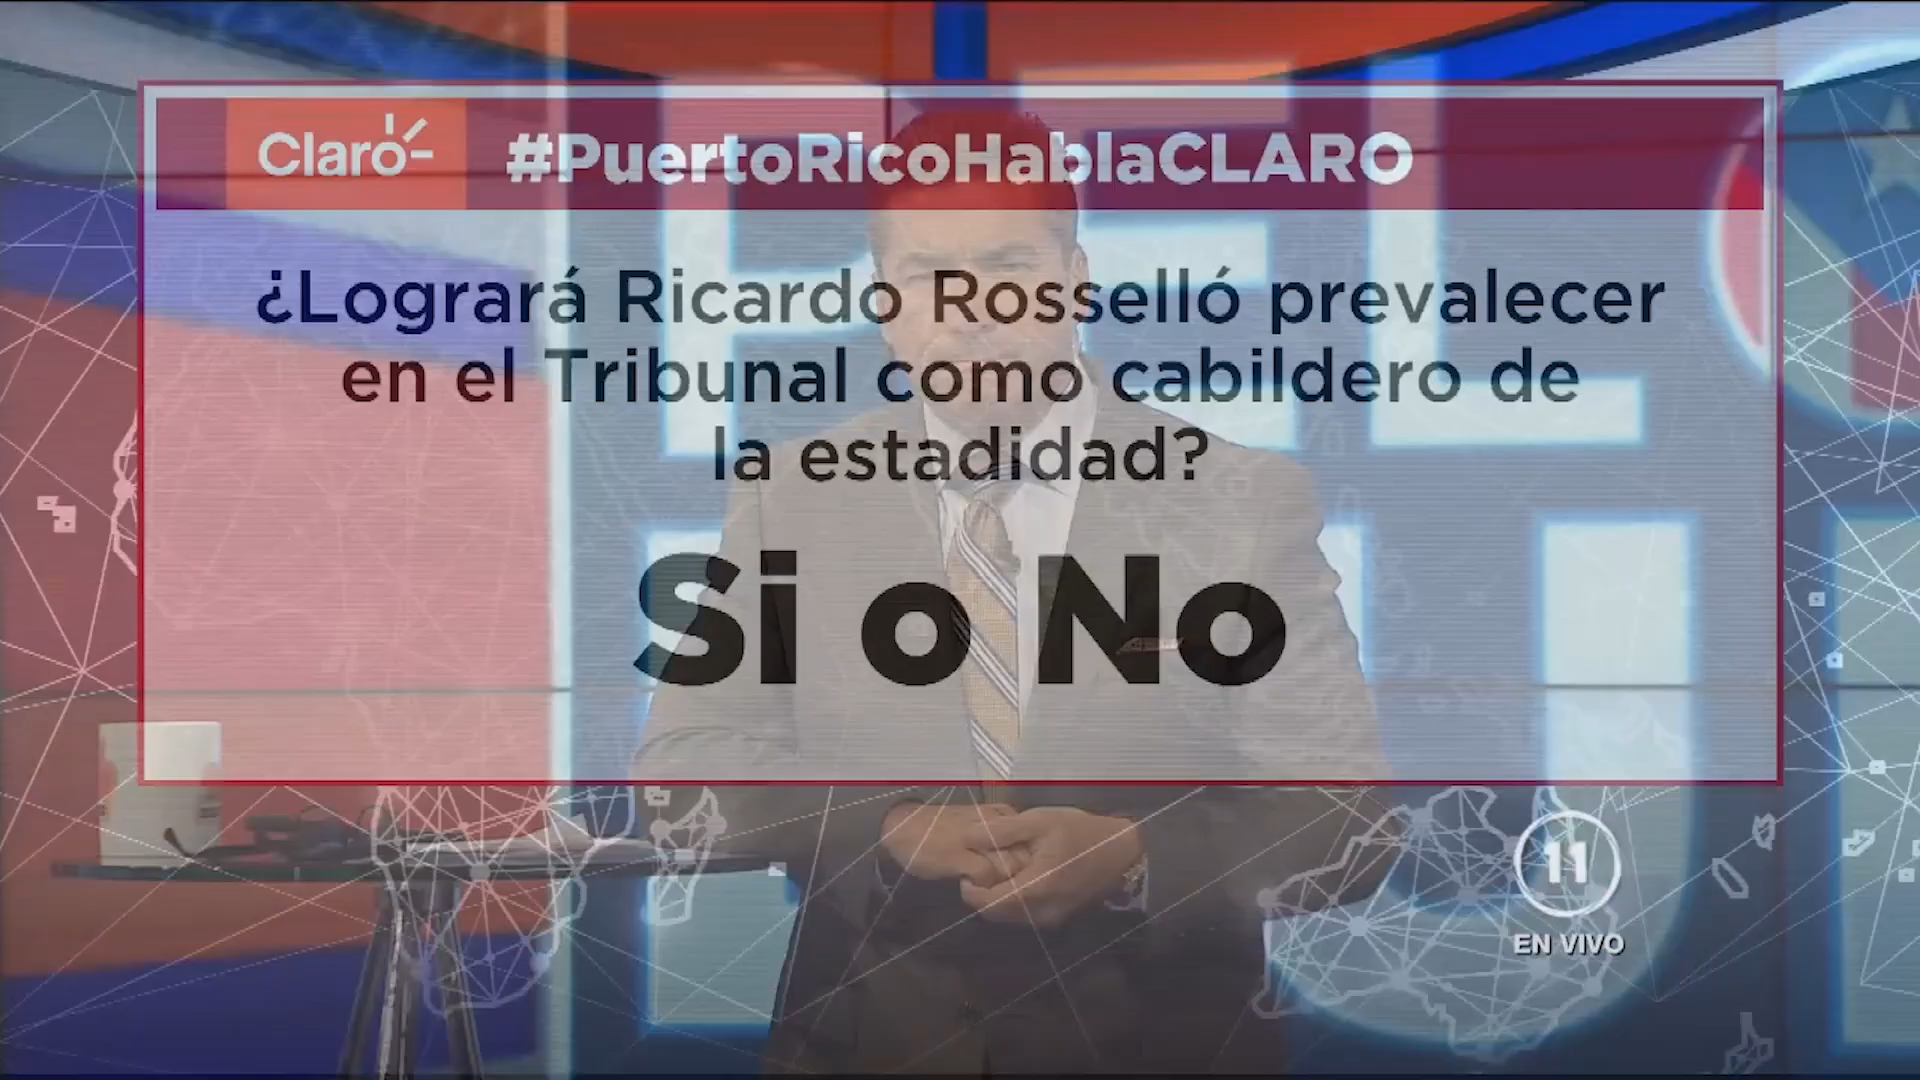 Claro
#PuertoRicoHablaCLARO
¿Logrará Ricardo Rosselló prevalecer
en el Tribunal como cabildero de
la estadidad?
Si o No
11
EN VIVO